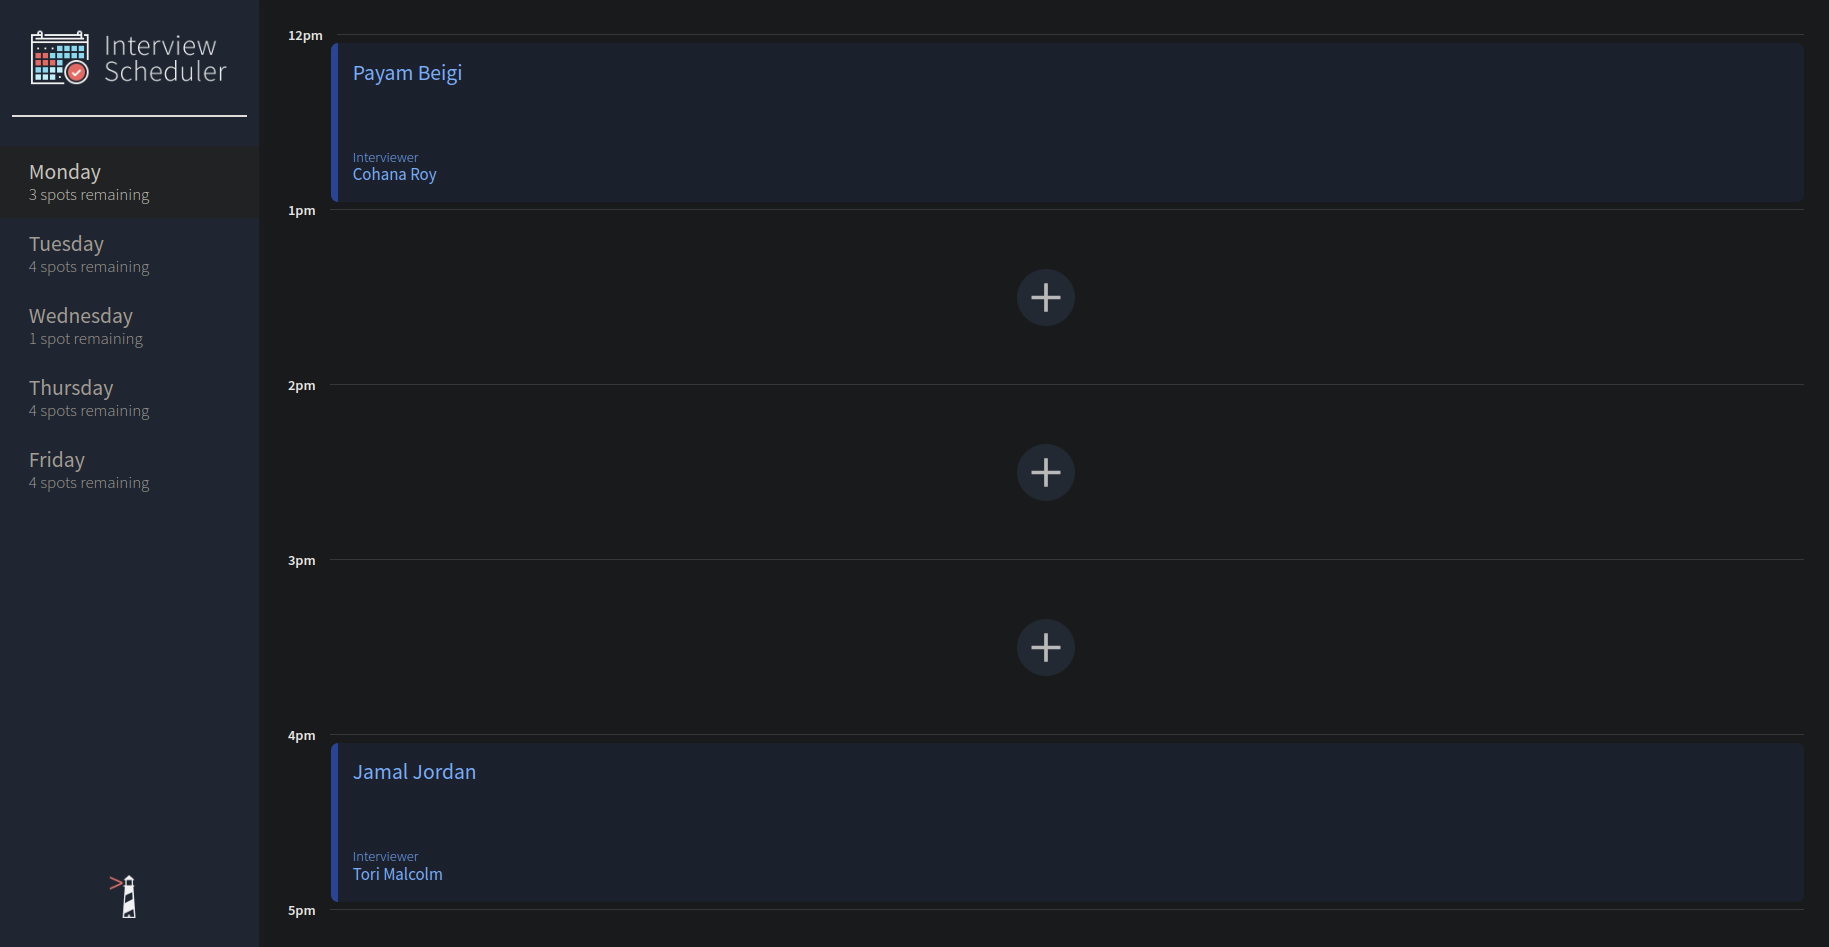 Interview
Scheduler
Monday
3 spots remaining
Tuesday
4 spots remaining
Wednesday
1 spot remaining
Thursday
4 spots remaining
Friday
4 spots remaining
12pm
Payam Beigi
Interviewer
Cohana Roy
1pm
2pm
3pm
4pm
Jamal Jordan
Interviewer
Tori Malcolm
5pm